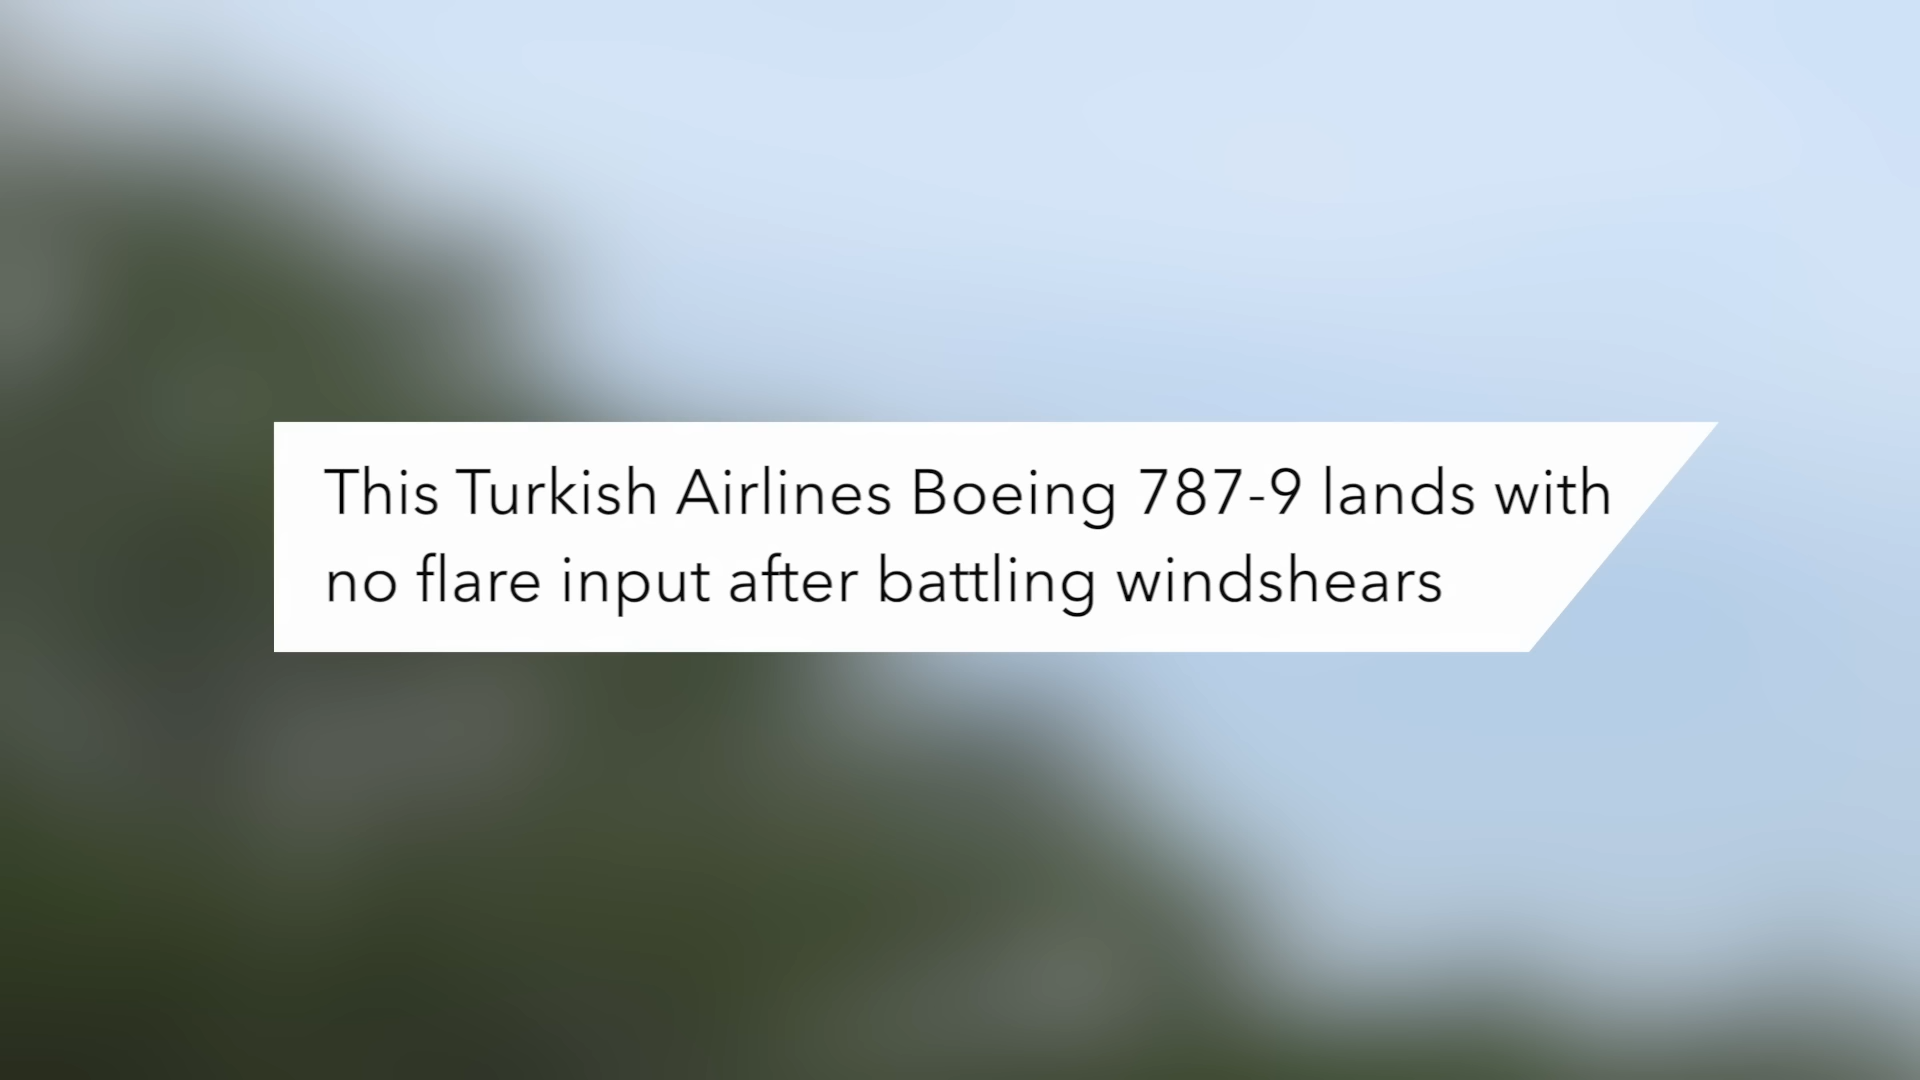 This Turkish Airlines Boeing 787-9 lands with
no flare input after battling windshears